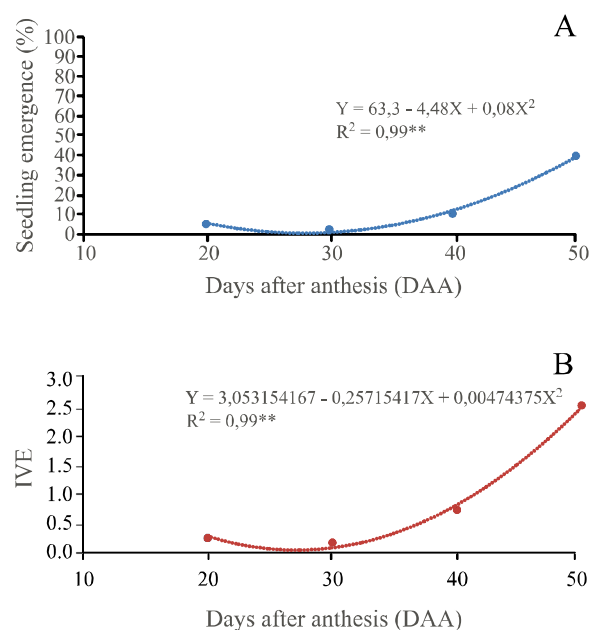 A
Seedling emergence (%)
100
90
80
70
60
50
40
30
20
10
0
Y = 63,3 - 4,48X + 0,08X²
R² = 0,99**
10 20 30 40 50
Days after anthesis (DAA)
B
IVE
3.0
2.5
2.0
1.5
1.0
0.5
0.0
Y = 3,053154167 - 0,25715417X + 0,00474375X²
R² = 0,99**
10 20 30 40 50
Days after anthesis (DAA)